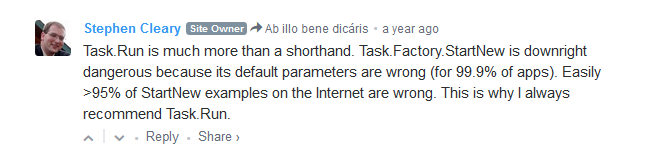 Stephen Cleary Site Owner Ab illo bene dicáris • a year ago
Task.Run is much more than a shorthand. Task.Factory.StartNew is downright
dangerous because its default parameters are wrong (for 99.9% of apps). Easily
>95% of StartNew examples on the Internet are wrong. This is why I always
recommend Task.Run.
• Reply • Share ›